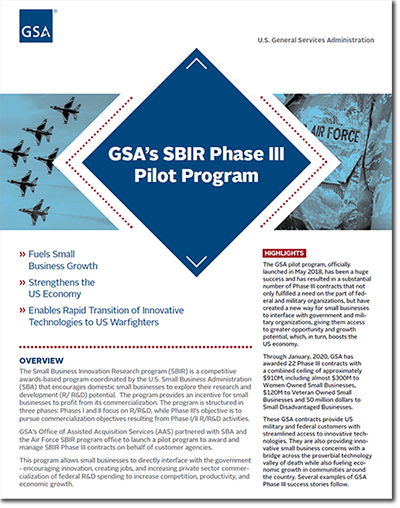 GSA
U.S. General Services Administration
AIR FORCE
GSA's SBIR Phase III
Pilot Program
» Fuels Small
Business Growth
» Strengthens the
US Economy
» Enables Rapid Transition of Innovative
Technologies to US Warfighters
OVERVIEW
The Small Business Innovation Research program (SBIR) is a competitive
awards-based program coordinated by the U.S. Small Business Administration
(SBA) that encourages domestic small businesses to explore their research and
development (R/ R&D) potential. The program provides an incentive for small
businesses to profit from its commercialization. The program is structured in
three phases: Phases I and II focus on R/R&D, while Phase III's objective is to
pursue commercialization objectives resulting from Phase I/II R/R&D activities.
GSA's Office of Assisted Acquisition Services (AAS) partnered with SBA and
the Air Force SBIR program office to launch a pilot program to award and
manage SBIR Phase III contracts on behalf of customer agencies.
This program allows small businesses to directly interface with the government
- encouraging innovation, creating jobs, and increasing private sector commer-
cialization of federal R&D spending to increase competition, productivity, and
economic growth.
HIGHLIGHTS
The GSA pilot program, officially
launched in May 2018, has been a huge
success and has resulted in a substantial
number of Phase III contracts that not
only fulfilled a need on the part of fed-
eral and military organizations, but have
created a new way for small businesses
to interface with government and mili-
tary organizations, giving them access
to greater opportunity and growth
potential, which, in turn, boosts the
US economy.
Through January, 2020, GSA has
awarded 22 Phase III contracts with
a combined ceiling of approximately
$910M, including almost $300M to
Women Owned Small Businesses,
$120M to Veteran Owned Small
Businesses and 50 million dollars to
Small Disadvantaged Businesses.
These GSA contracts provide US
military and federal customers with
streamlined access to innovative tech-
nologies. They are also providing inno-
vative small business concerns with a
bridge across the proverbial technology
valley of death while also fueling eco-
nomic growth in communities around
the country. Several examples of GSA
Phase III success stories follow.